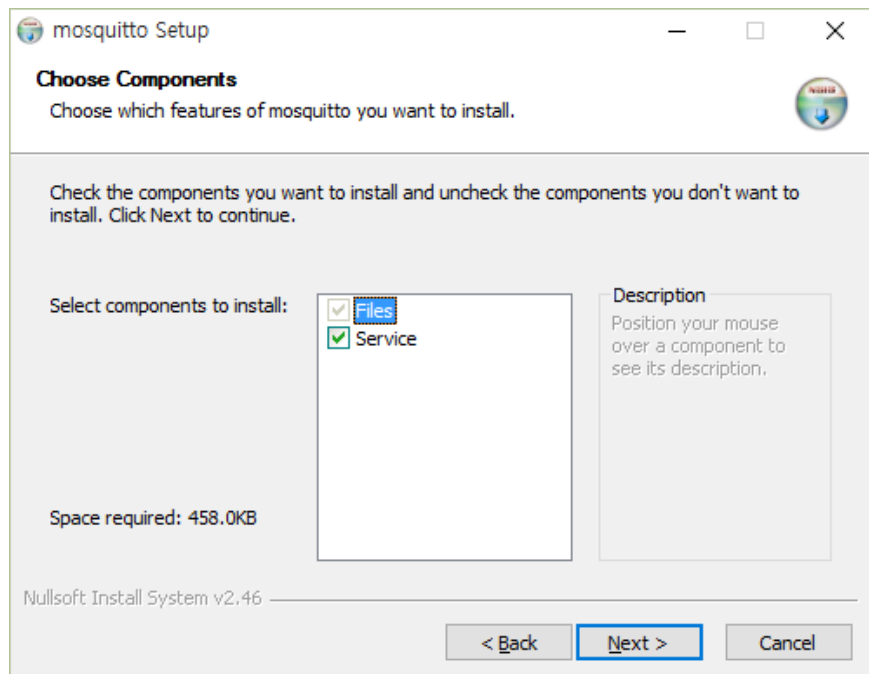 mosquitto Setup
Choose Components
Choose which features of mosquitto you want to install.
Check the components you want to install and uncheck the components you don't want to
install. Click Next to continue.
Select components to install:
Files
Service
Description
Position your mouse
over a component to
see its description.
Space required: 458.0KB
Nullsoft Install System v2.46
< Back
Next >
Cancel